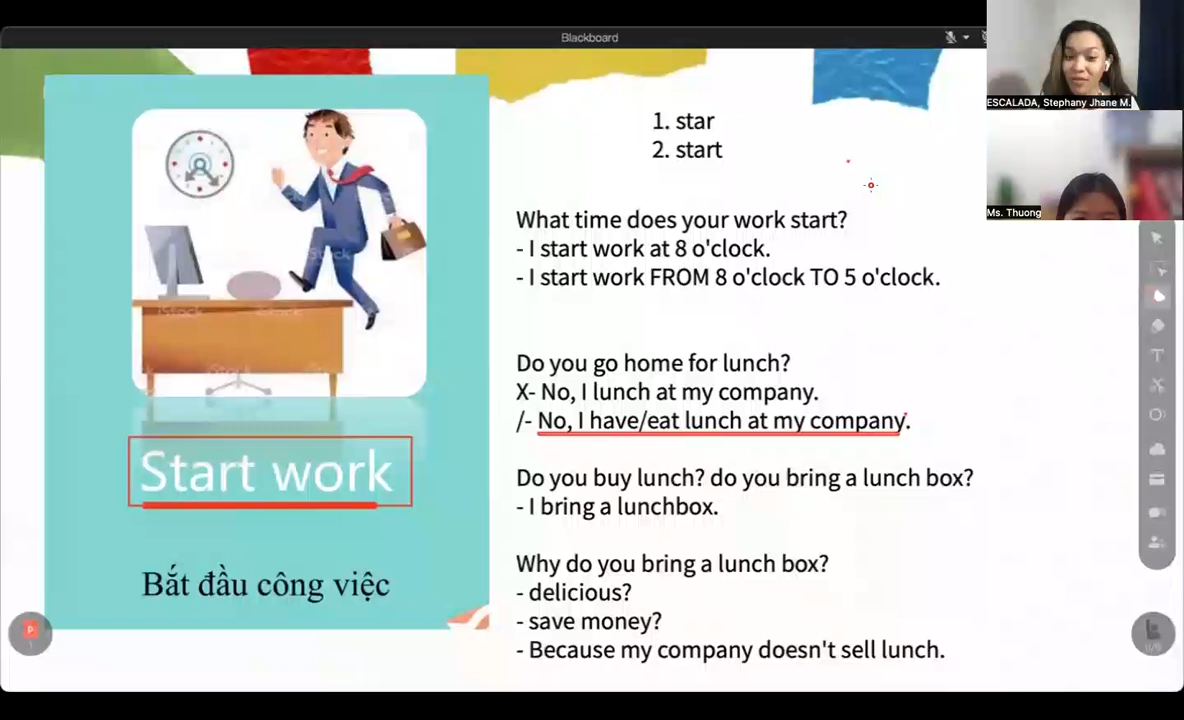 Blackboard
ESCALADA, Stephany Jhane M.
Ms. Thuong
1. star
2. start
What time does your work start?
- I start work at 8 o'clock.
- I start work FROM 8 o'clock TO 5 o'clock.
Do you go home for lunch?
X- No, I lunch at my company.
/- No, I have/eat lunch at my company.
Do you buy lunch? do you bring a lunch box?
- I bring a lunchbox.
Why do you bring a lunch box?
- delicious?
- save money?
- Because my company doesn't sell lunch.
Start work
Bắt đầu công việc